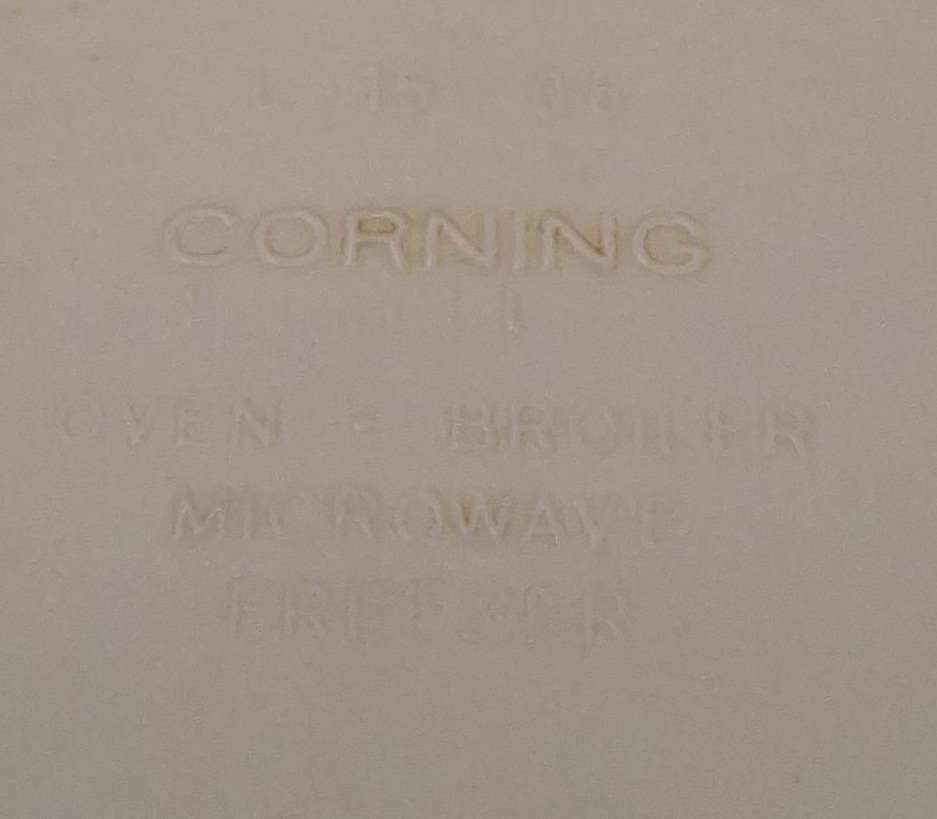 CORNING
OVEN • BROILER
MICROWAVE
FREEZER